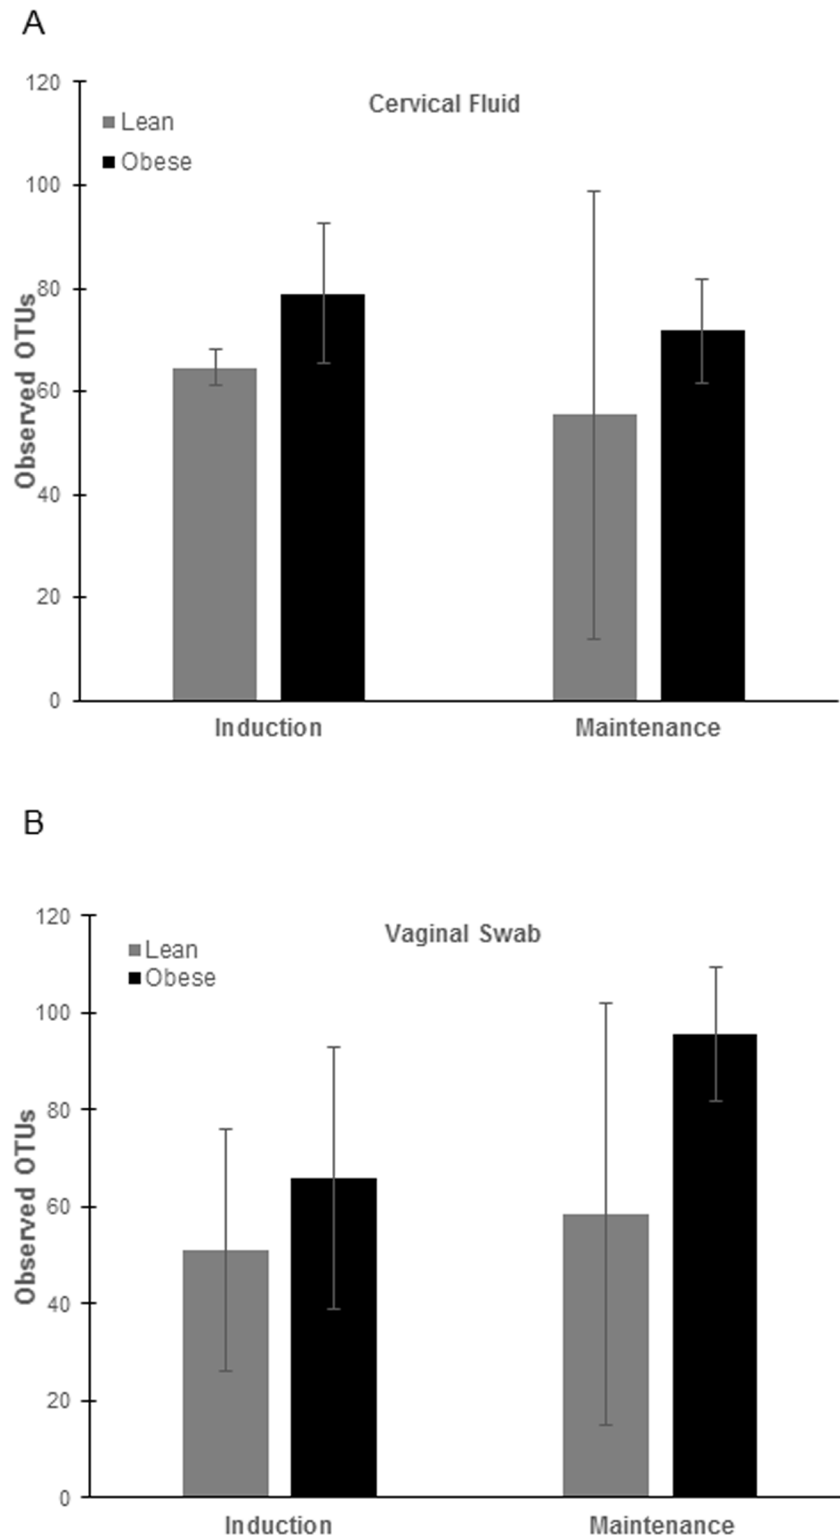 A
Cervical Fluid
Lean
Obese
Observed OTUs
120
100
80
60
40
20
0
Induction Maintenance
B
Vaginal Swab
Lean
Obese
Observed OTUs
120
100
80
60
40
20
0
Induction Maintenance